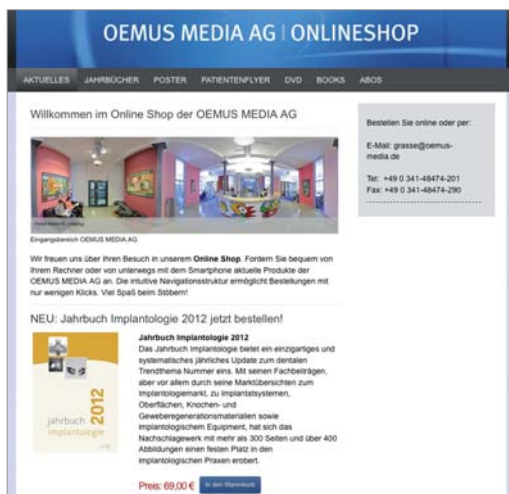 OEMUS MEDIA AG | ONLINESHOP
AKTUELLES JAHRBÜCHER POSTER PATIENTENFLYER DVD BOOKS ABOS
Willkommen im Online Shop der OEMUS MEDIA AG
Eingangsbereich OEMUS MEDIA AG
Wir freuen uns über Ihren Besuch in unserem Online Shop. Fordern Sie bequem von
Ihrem Rechner oder von unterwegs mit dem Smartphone aktuelle Produkte der
OEMUS MEDIA AG an. Die intuitive Navigationsstruktur ermöglicht Bestellungen mit
nur wenigen Klicks. Viel Spaß beim Stöbern!
NEU: Jahrbuch Implantologie 2012 jetzt bestellen!
jahrbuch 2012
implantologie
Jahrbuch Implantologie 2012
Das Jahrbuch Implantologie bietet ein einzigartiges und
systematisches jährliches Update zum dentalen
Trendthema Nummer eins. Mit seinen Fachbeiträgen,
aber vor allem durch seine Marktübersichten zum
Implantologiemarkt, zu Implantatsystemen,
Oberflächen, Knochen- und
Geweberegenerationsmaterialien sowie
implantologischem Equipment, hat sich das
Nachschlagewerk mit mehr als 300 Seiten und über 400
Abbildungen einen festen Platz in den
implantologischen Praxen erobert.
Preis: 69,00 € In den Warenkorb
Bestellen Sie online oder per:
E-Mail: grasse@oemus-
media.de
Tel: +49 0 341-48474-201
Fax: +49 0 341-48474-290